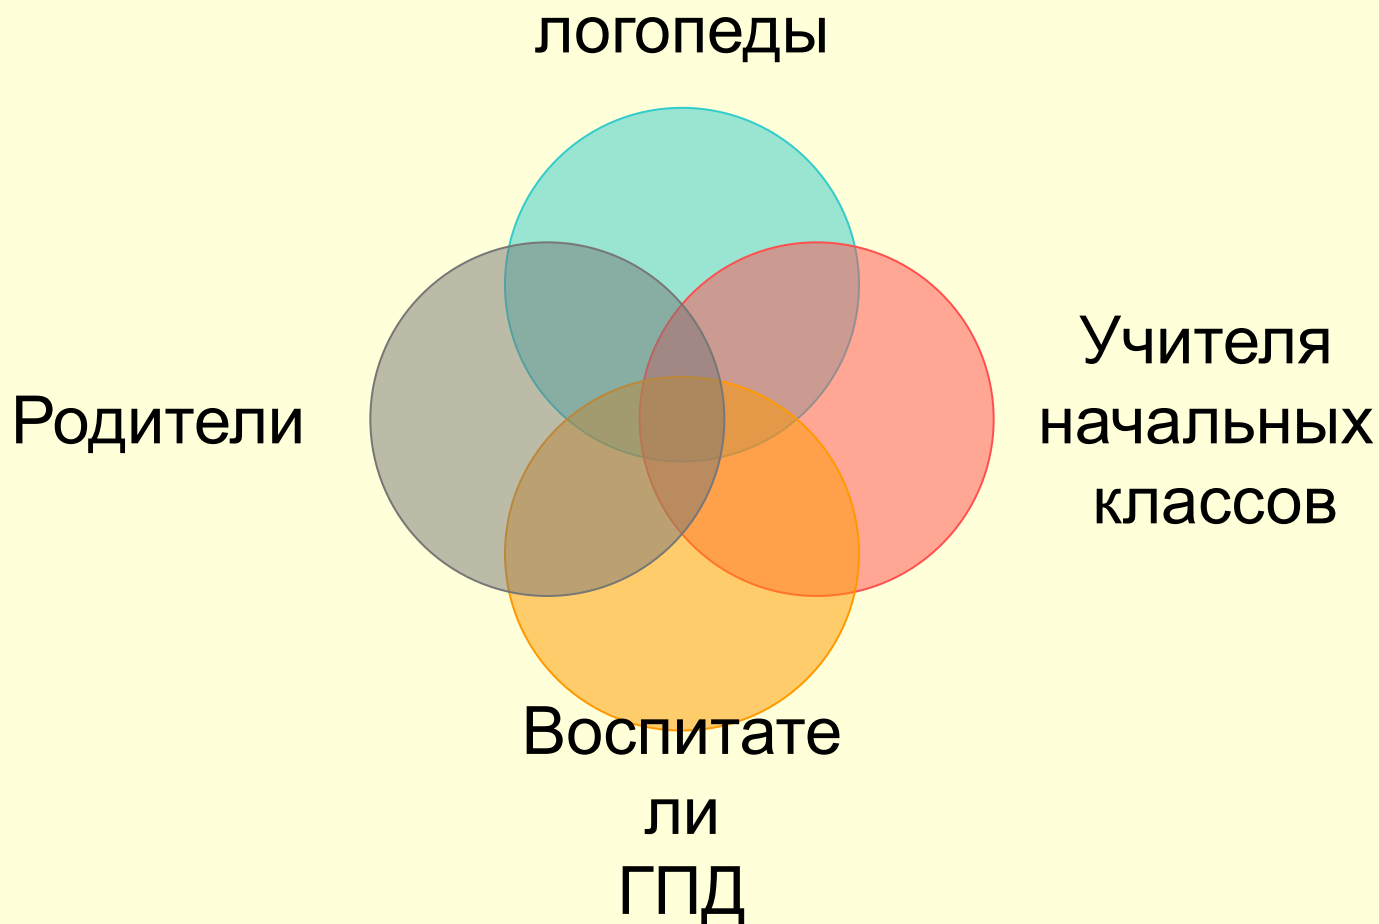 логопеды
Учителя
начальных
классов
Родители
Воспитате
ли
ГПД